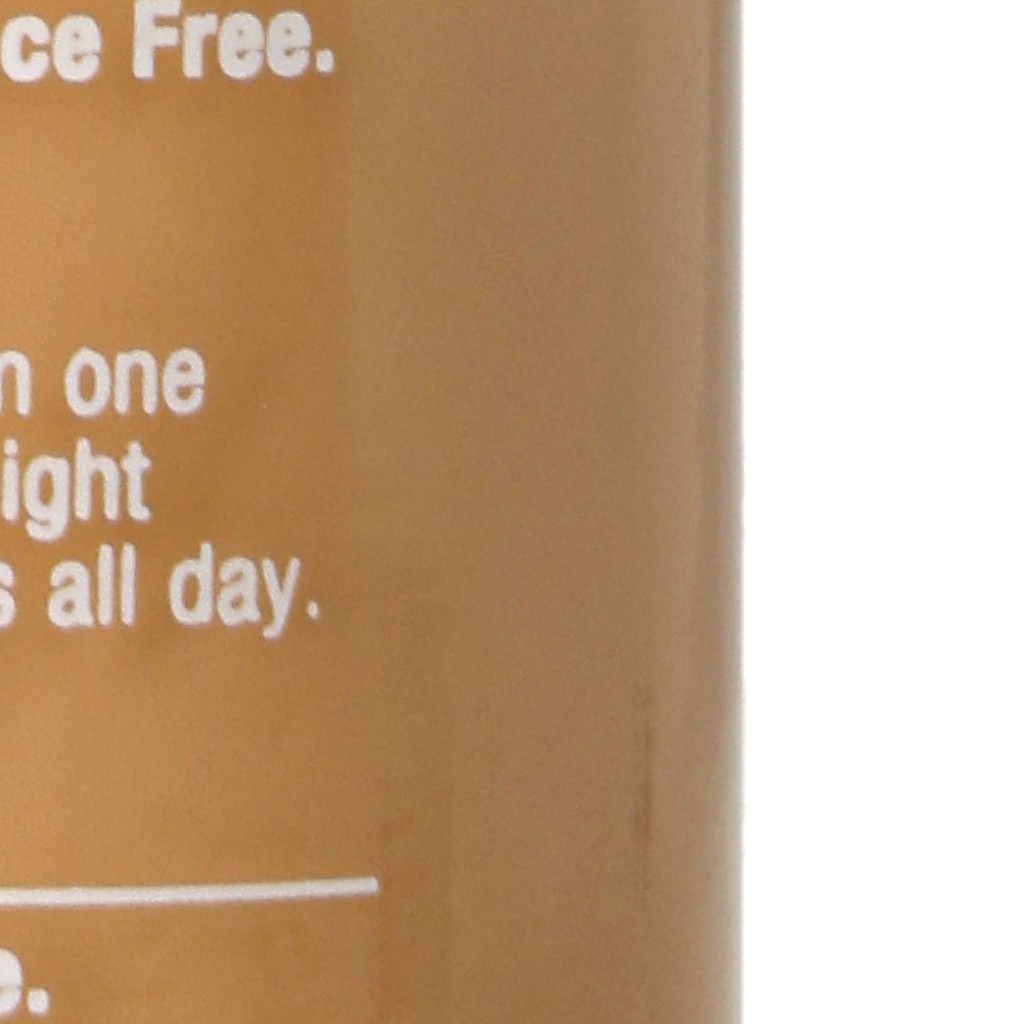 ce Free.
n one
ight
s all day.
e.